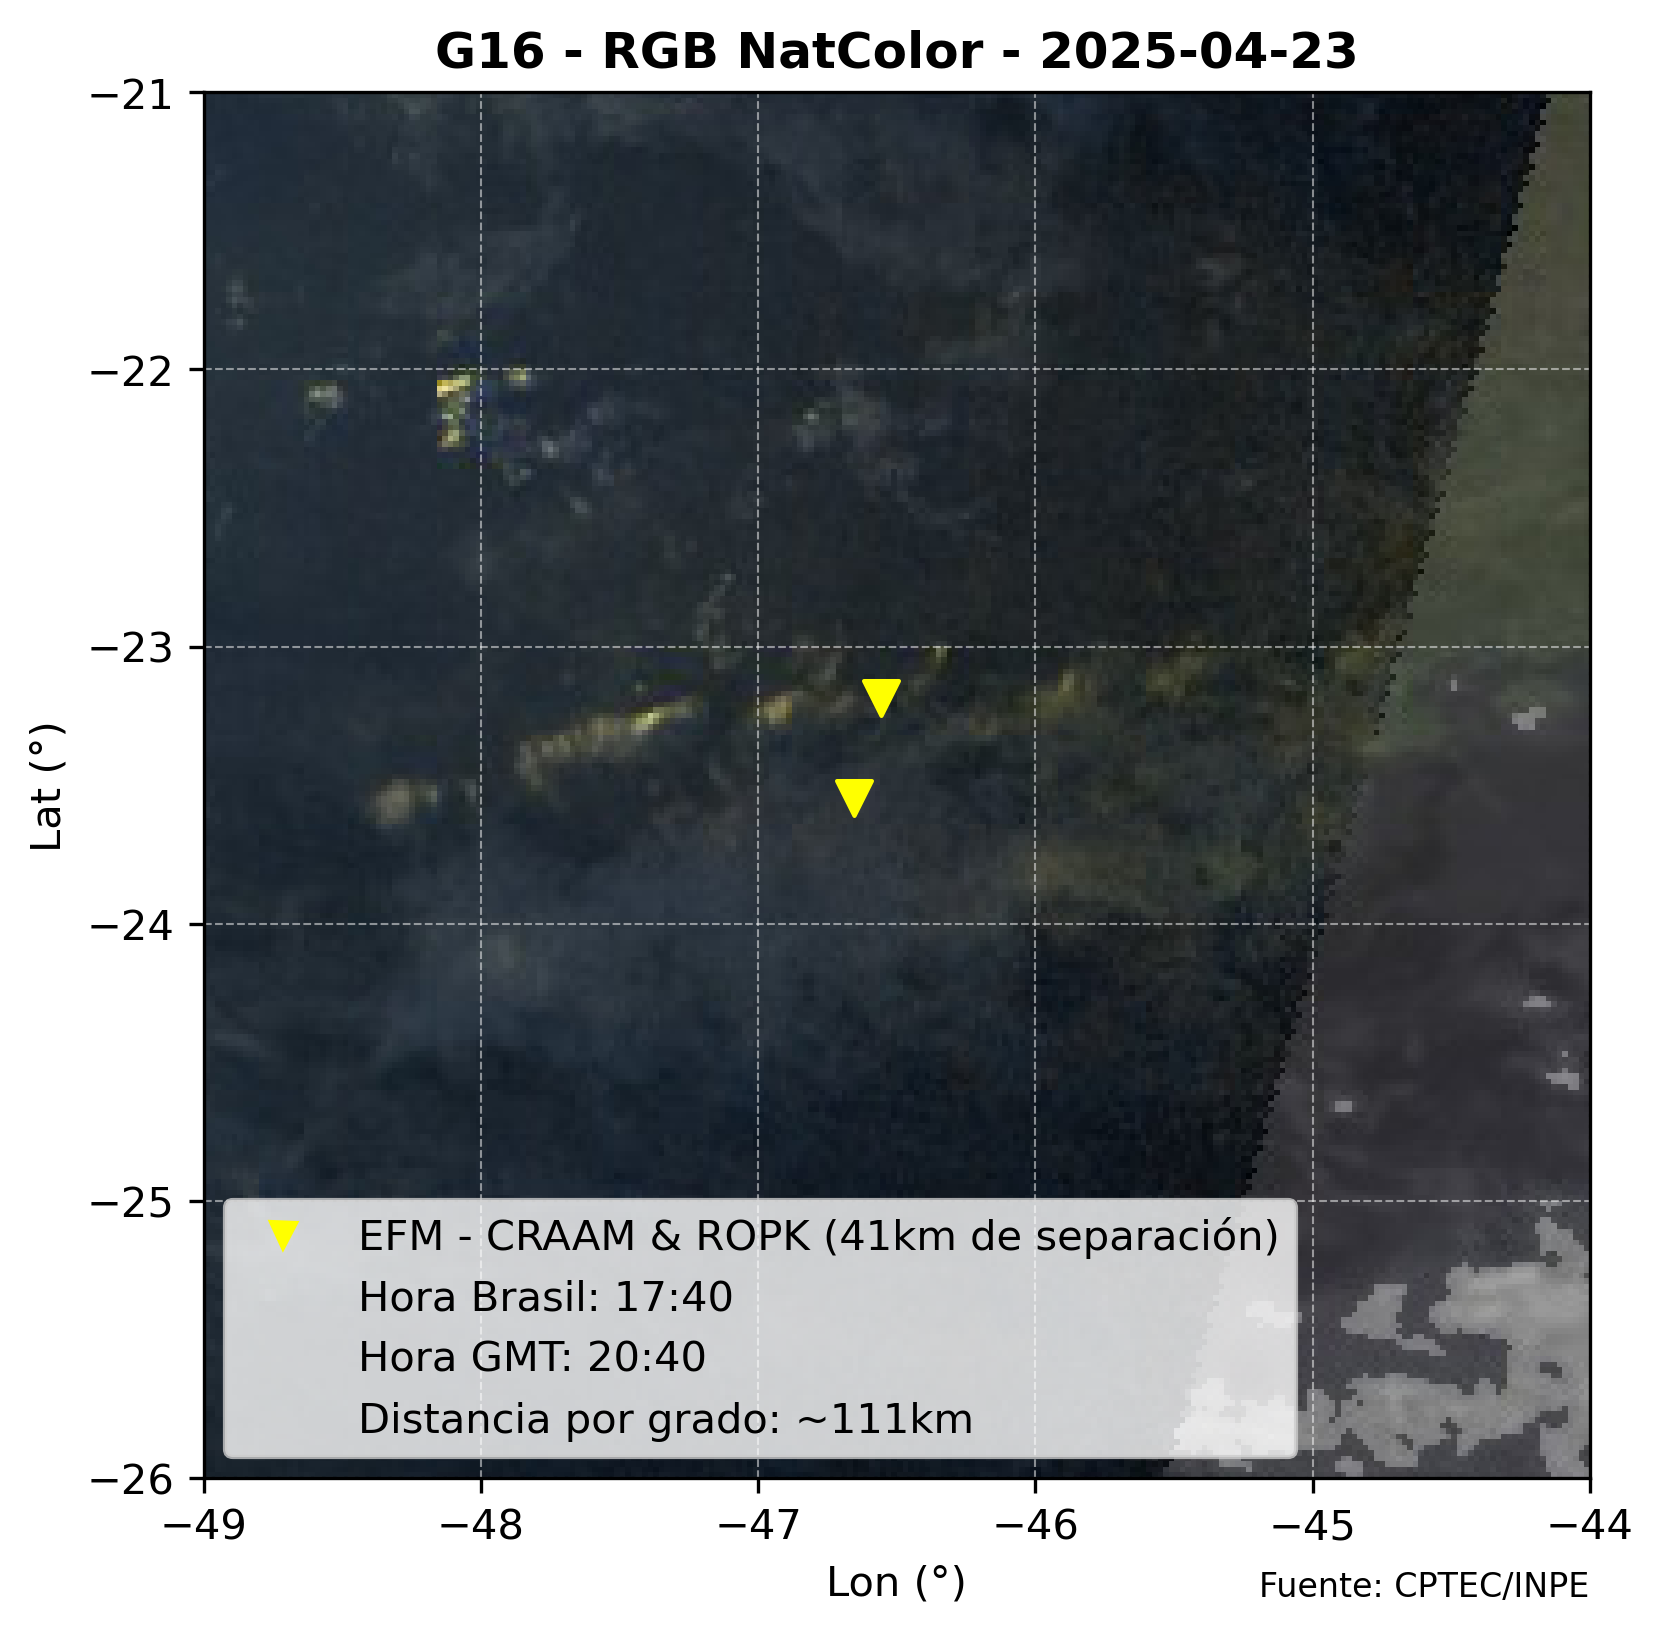 G16 - RGB NatColor - 2025-04-23
−21
−22
−23
−24
−25
−26
Lat (°)
EFM - CRAAM & ROPK (41km de separación)
Hora Brasil: 17:40
Hora GMT: 20:40
Distancia por grado: ~111km
−49 −48 −47 −46 −45 −44
Lon (°)
Fuente: CPTEC/INPE